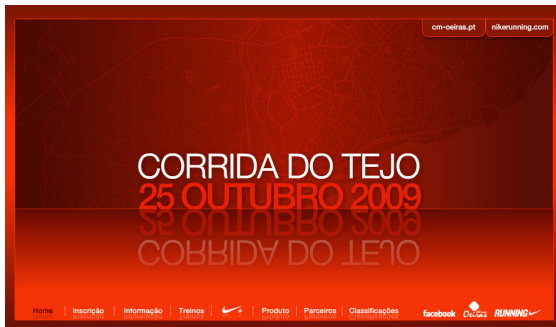 cm-oeiras.pt nikerunning.com
CORRIDA DO TEJO
25 OUTUBRO 2009
Home Inscrição Informação Treinos Produto Parceiros Classificações facebook Oeiras RUNNING